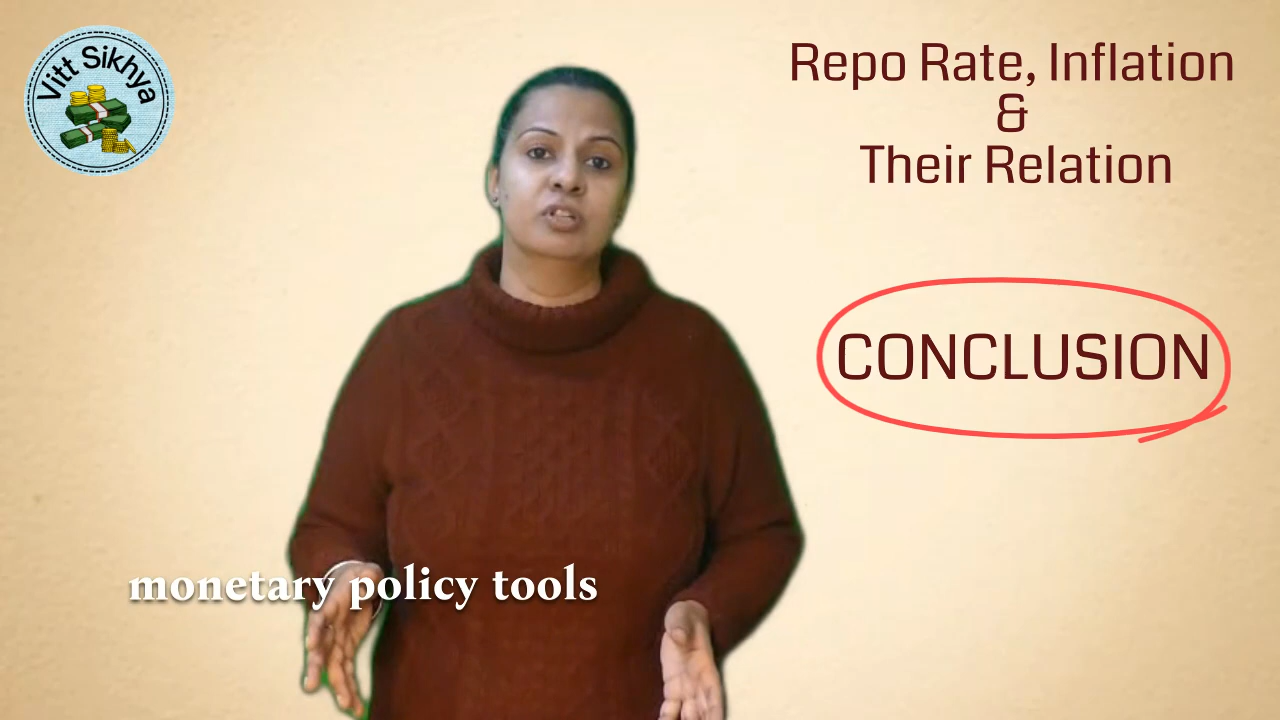 Vitt Sikhya
Repo Rate, Inflation
&
Their Relation
CONCLUSION
monetary policy tools